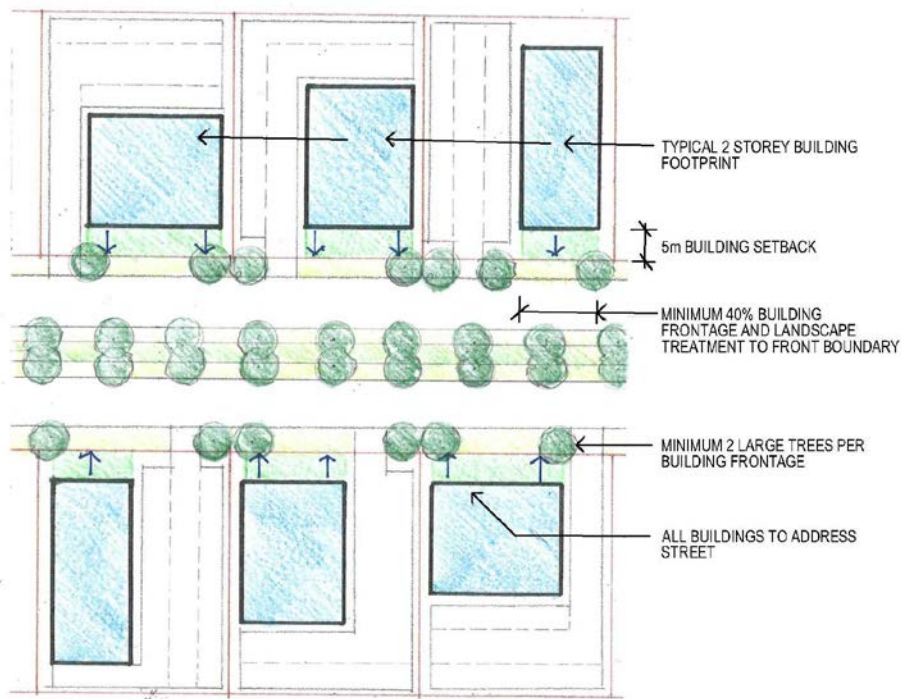 TYPICAL 2 STOREY BUILDING
FOOTPRINT
5m BUILDING SETBACK
MINIMUM 40% BUILDING
FRONTAGE AND LANDSCAPE
TREATMENT TO FRONT BOUNDARY
MINIMUM 2 LARGE TREES PER
BUILDING FRONTAGE
ALL BUILDINGS TO ADDRESS
STREET